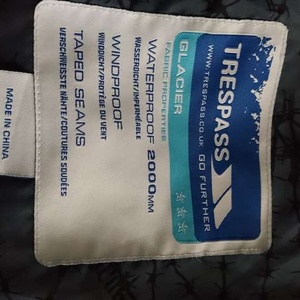 TRESPASS
WWW.TRESPASS.CO.UK GO FURTHER
GLACIER
FABRIC PROPERTIES
WATERPROOF 2000MM
WASSERDICHT/IMPERMÉABLE
WINDPROOF
WINDDICHT/PROTÈGE DU VENT
TAPED SEAMS
VERSCHWEISSTE NÄHTE/COUTURES SOUDÉES
MADE IN CHINA